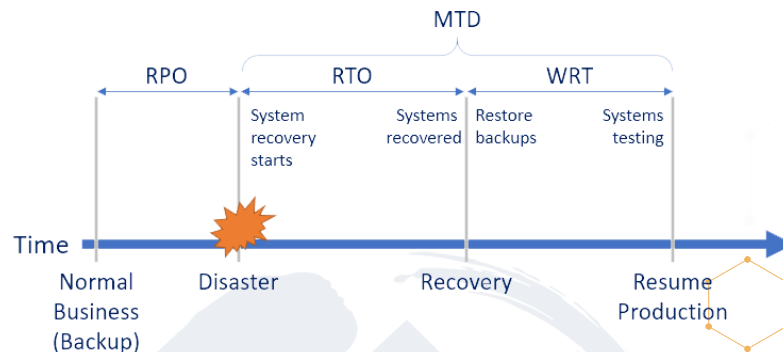 MTD
RPO
RTO
WRT
System
recovery
starts
Systems
recovered
Restore
backups
Systems
testing
Time
Normal
Business
(Backup)
Disaster
Recovery
Resume
Production